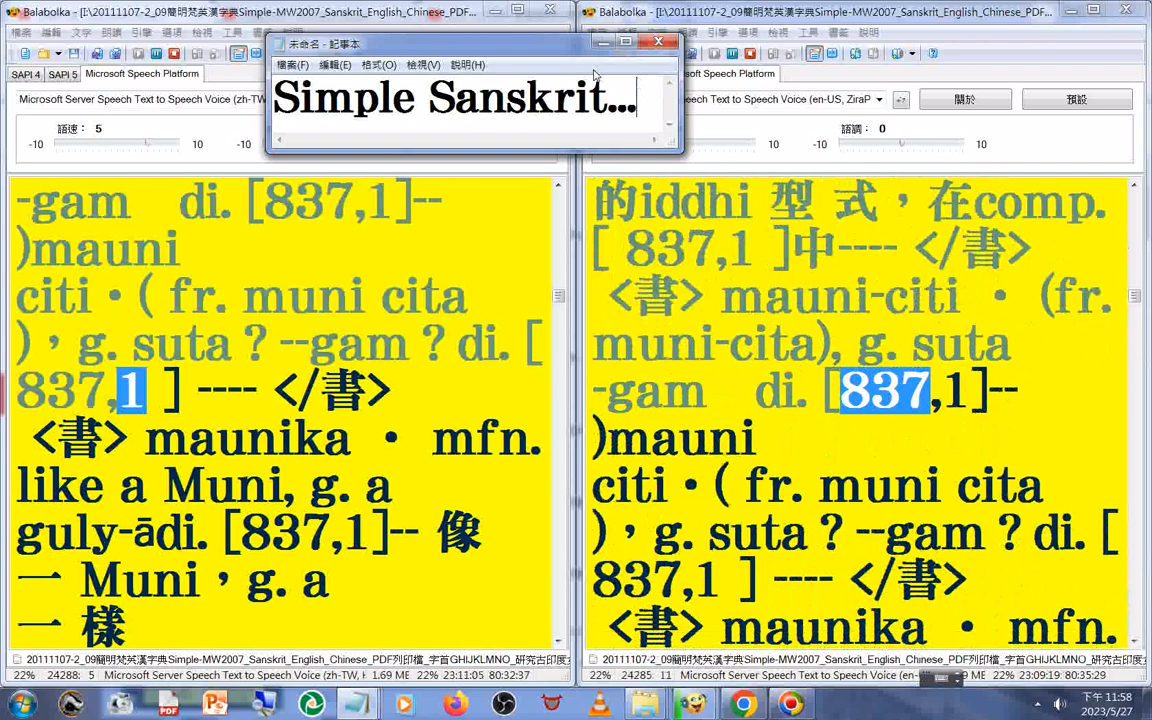 Balabolka - [I:\20111107-2_09簡明梵英漢字典Simple-MW2007_Sanskrit_English_Chinese_PDF...
Balabolka - [I:\20111107-2_09簡明梵英漢字典Simple-MW2007_Sanskrit_English_Chinese_PDF...
檔案 編輯 文字 朗讀 引擎 選項
說明
未命名 - 記事本
檔案(F) 編輯(E) 格式(O) 檢視(V) 說明(H)
Simple Sanskrit...
SAPI 4 SAPI 5 Microsoft Speech Platform
h Platform
Microsoft Server Speech Text to Speech Voice (zh-TW,
eech Text to Speech Voice (en-US, ZiraP
關於
預設
語速： 5
語調： 0
-10 10 -10
10 -10 10
-gam di. [837,1]--
)mauni
citi • ( fr. muni cita
)，g. suta？--gam？di. [
837,1 ] ---- </書>
<書> maunika • mfn.
like a Muni, g. a
guly-ādi. [837,1]-- 像
一 Muni，g. a
一 樣
的iddhi 型 式，在comp.
[ 837,1 ]中---- </書>
<書> mauni-citi • (fr.
muni-cita), g. suta
-gam di. [837,1]--
)mauni
citi • ( fr. muni cita
)，g. suta？--gam？di. [
837,1 ] ---- </書>
<書> maunika • mfn.
20111107-2_09簡明梵英漢字典Simple-MW2007_Sanskrit_English_Chinese_PDF列印檔_字首GHIJKLMNO_研究古印度
20111107-2_09簡明梵英漢字典Simple-MW2007_Sanskrit_English_Chinese_PDF列印檔_字首GHIJKLMNO_研究古印度
22% 24288: 5 Microsoft Server Speech Text to Speech Voice (zh-TW, H 1.69 ME 22% 23:11:05 80:32:37
22% 24285: 11 Microsoft Server Speech Text to Speech Voice (en-US, 22% 23:09:19 80:35:29
下午 11:58
2023/5/27